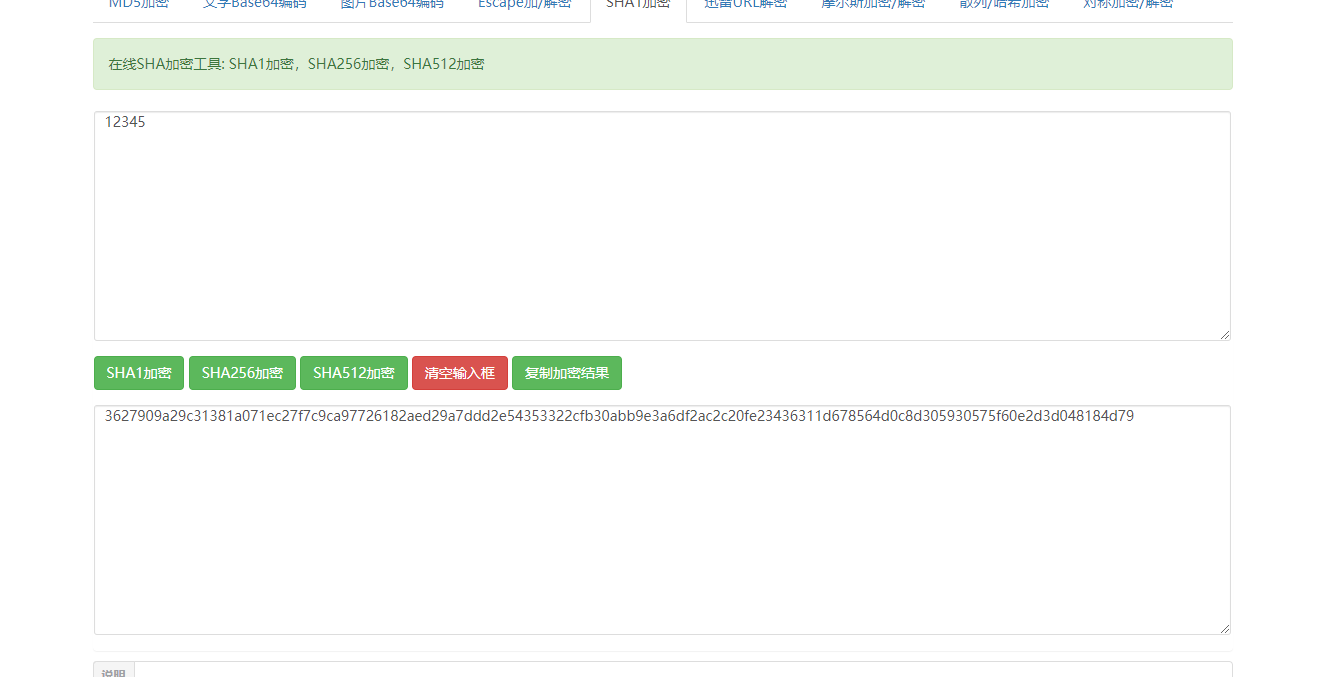 MD5加密 文字Base64编码 图片Base64编码 Escape加/解密 SHA1加密 迅雷URL解密 摩尔斯加密/解密 散列/哈希加密 对称加密/解密
在线SHA加密工具: SHA1加密，SHA256加密，SHA512加密
12345
SHA1加密 SHA256加密 SHA512加密 清空输入框 复制加密结果
3627909a29c31381a071ec27f7c9ca97726182aed29a7ddd2e54353322cfb30abb9e3a6df2ac2c20fe23436311d678564d0c8d305930575f60e2d3d048184d79
说明